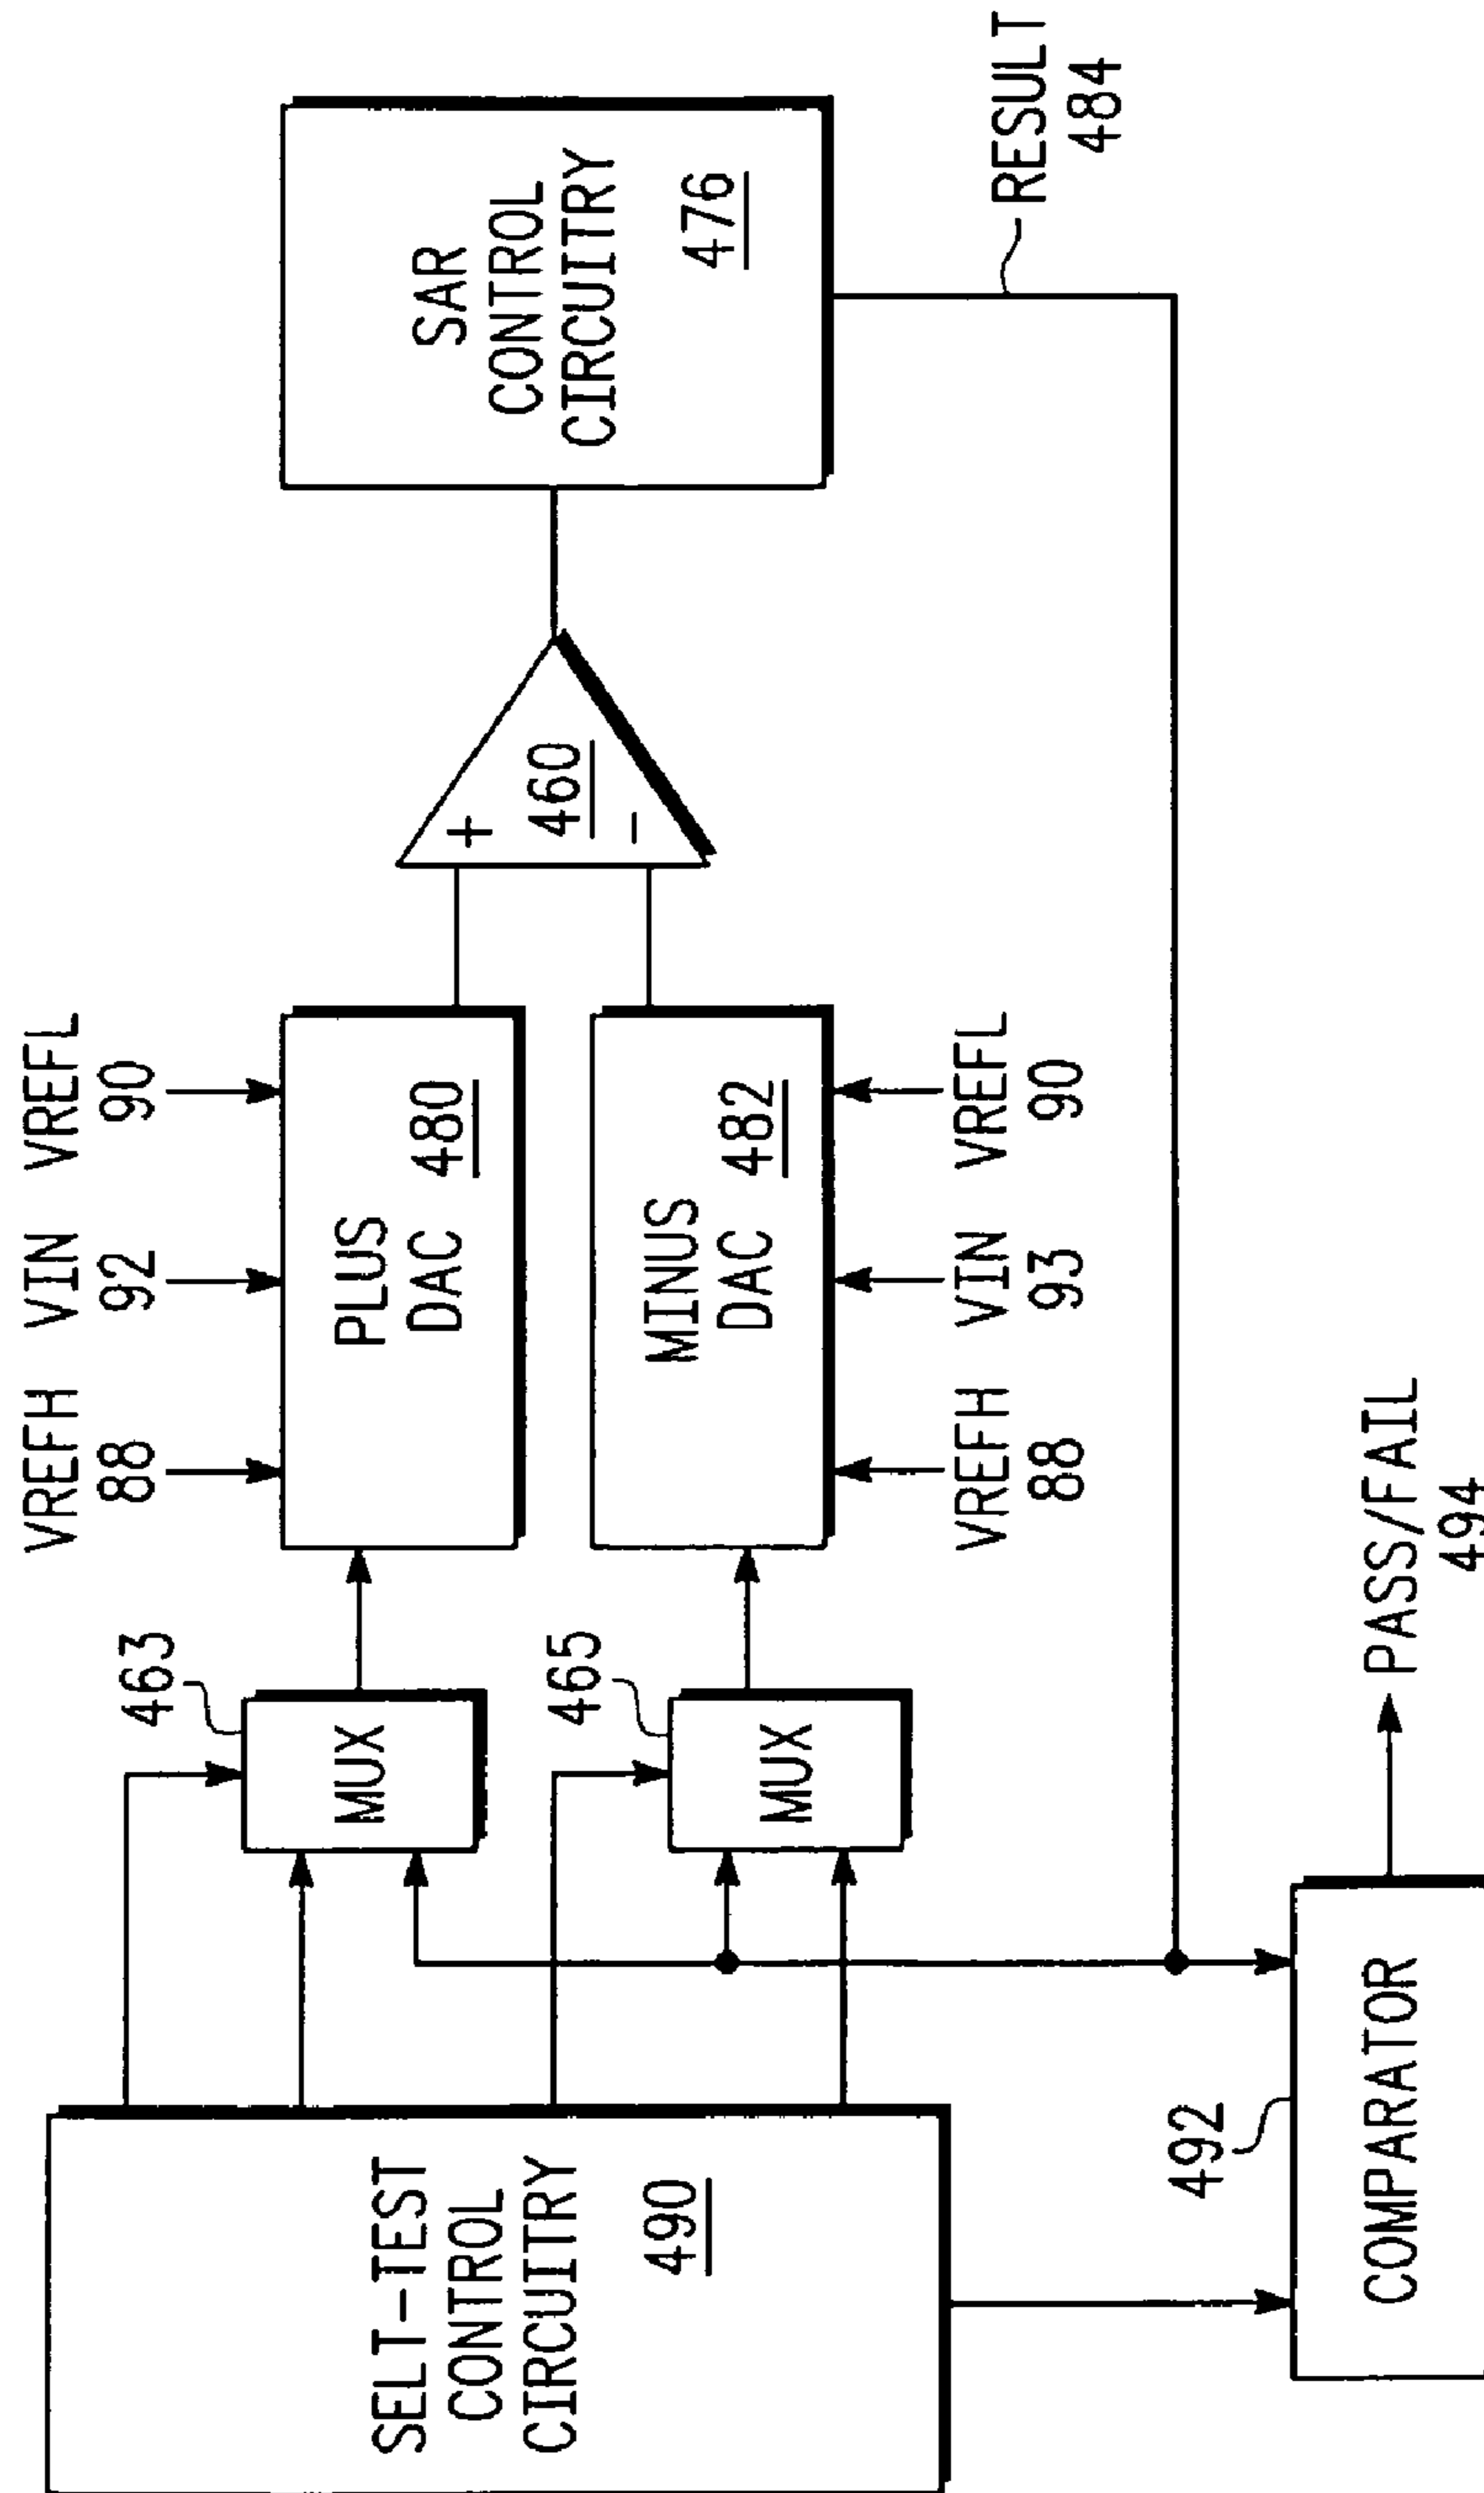 VREFH
88
VIN
92
VREFL
90
463
MUX
PLUS
DAC
480
SELT-TEST
CONTROL
CIRCUITRY
490
465
MUX
MINUS
DAC
482
+
460
-
SAR
CONTROL
CIRCUITRY
476
VREFH
88
VIN
93
VREFL
90
RESULT
484
492
COMPARATOR
PASS/FAIL
494